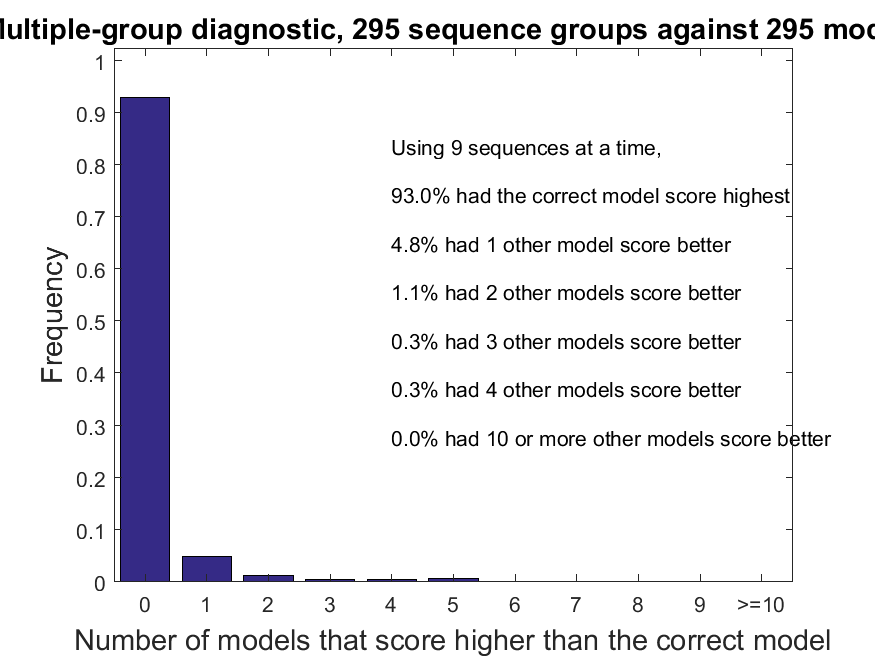 ultiple-group diagnostic, 295 sequence groups against 295 mod
1
0.9
0.8
0.7
0.6
0.5
0.4
0.3
0.2
0.1
0
Frequency
Using 9 sequences at a time,
93.0% had the correct model score highest
4.8% had 1 other model score better
1.1% had 2 other models score better
0.3% had 3 other models score better
0.3% had 4 other models score better
0.0% had 10 or more other models score better
0 1 2 3 4 5 6 7 8 9 >=10
Number of models that score higher than the correct model